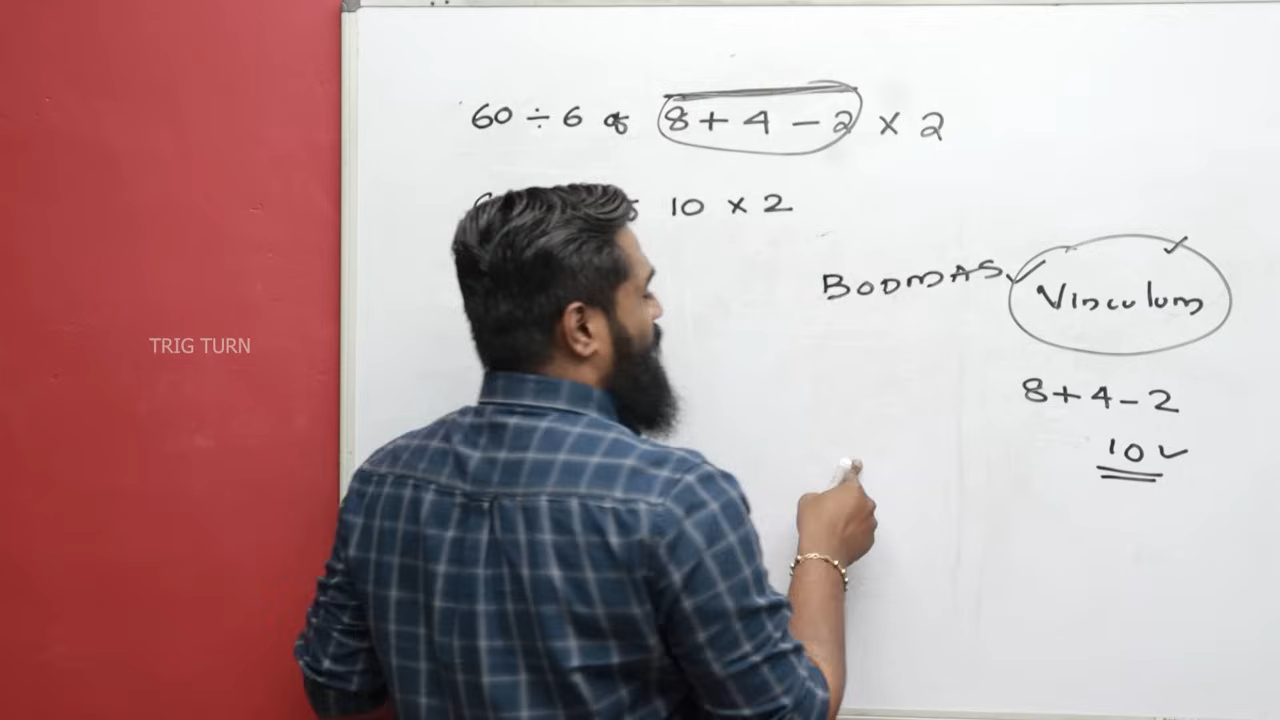 60 ÷ 6 of 8 + 4 - 2 × 2
10 × 2
BODMAS
Vinculum
8 + 4 - 2
10
TRIG TURN